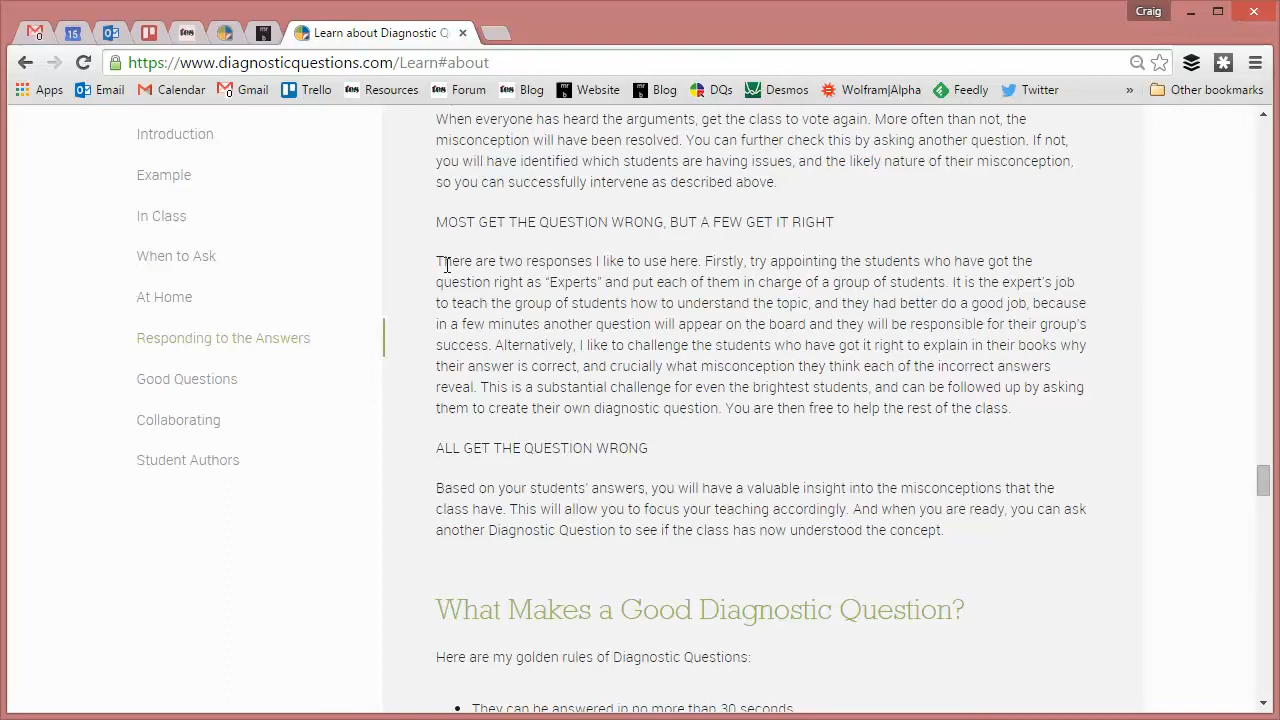 Craig
Learn about Diagnostic Q
https://www.diagnosticquestions.com/Learn#about
Apps Email Calendar Gmail Trello Resources Foum Blog Website Blog DQs Desmos Wolfram|Alpha Feedly Twitter » Other bookmarks
Introduction
Example
In Class
When to Ask
At Home
Responding to the Answers
Good Questions
Collaborating
Student Authors
When everyone has heard the arguments, get the class to vote again. More often than not, the
misconception will have been resolved. You can further check this by asking another question. If not,
you will have identified which students are having issues, and the likely nature of their misconception,
so you can successfully intervene as described above.
MOST GET THE QUESTION WRONG, BUT A FEW GET IT RIGHT
There are two responses I like to use here. Firstly, try appointing the students who have got the
question right as “Experts” and put each of them in charge of a group of students. It is the expert’s job
to teach the group of students how to understand the topic, and they had better do a good job, because
in a few minutes another question will appear on the board and they will be responsible for their group’s
success. Alternatively, I like to challenge the students who have got it right to explain in their books why
their answer is correct, and crucially what misconception they think each of the incorrect answers
reveal. This is a substantial challenge for even the brightest students, and can be followed up by asking
them to create their own diagnostic question. You are then free to help the rest of the class.
ALL GET THE QUESTION WRONG
Based on your students’ answers, you will have a valuable insight into the misconceptions that the
class have. This will allow you to focus your teaching accordingly. And when you are ready, you can ask
another Diagnostic Question to see if the class has now understood the concept.
What Makes a Good Diagnostic Question?
Here are my golden rules of Diagnostic Questions:
• They can be answered in no more than 30 seconds